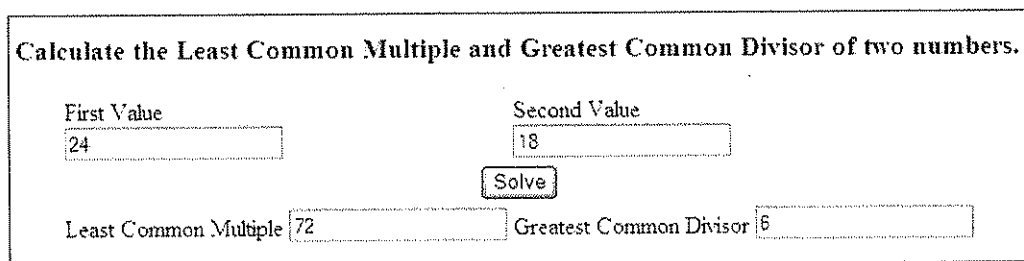 Calculate the Least Common Multiple and Greatest Common Divisor of two numbers.
First Value Second Value
24 18
Solve
Least Common Multiple 72 Greatest Common Divisor 6